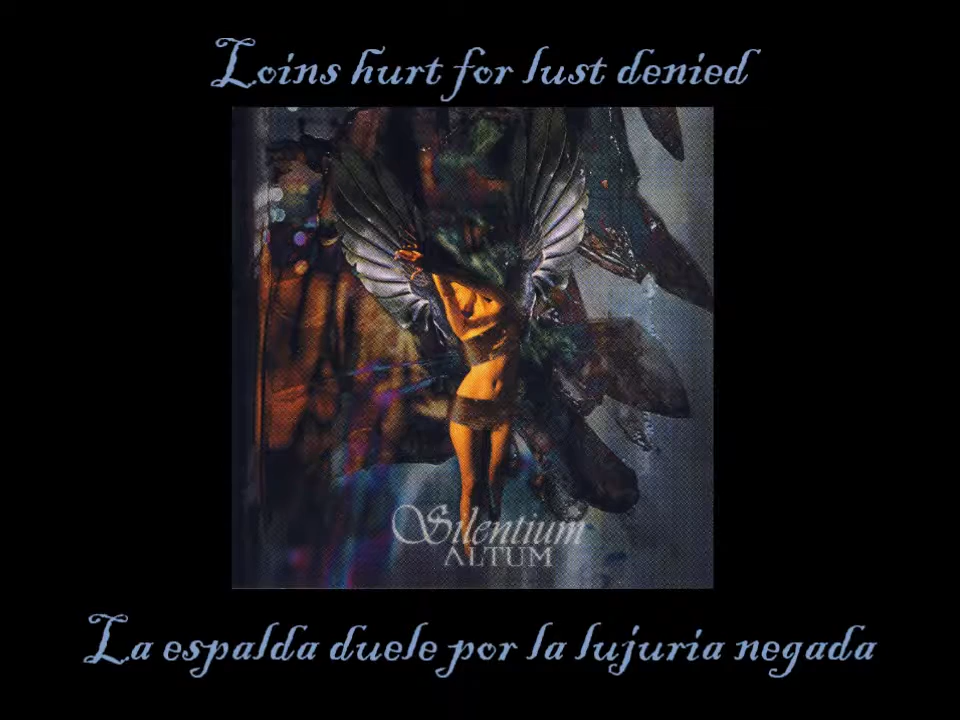 Loins hurt for lust denied
Silentium
ALTUM
La espalda duele por la lujuria negada